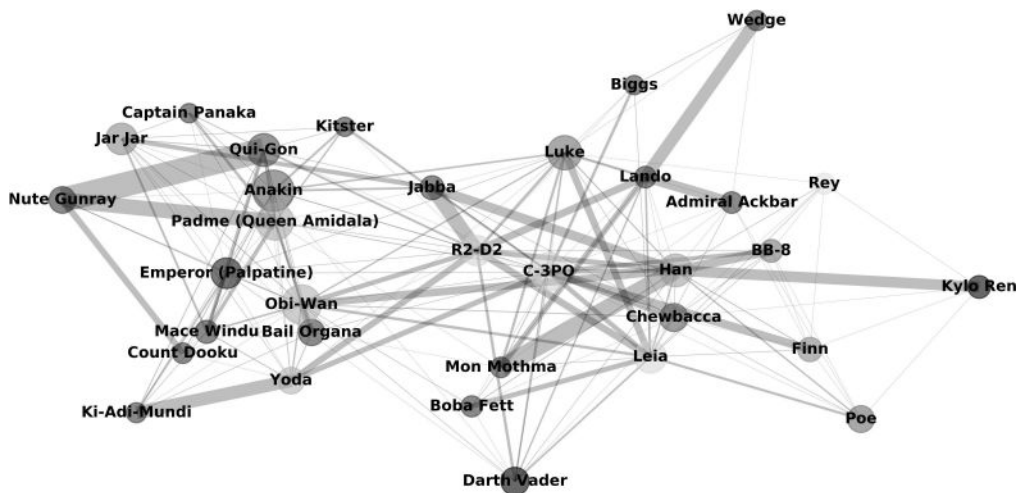 Wedge
Biggs
Captain Panaka
Kitster
Jar Jar
Qui-Gon
Luke
Lando
Rey
Nute Gunray
Anakin
Jabba
Admiral Ackbar
Padme (Queen Amidala)
R2-D2
BB-8
Emperor (Palpatine)
C-3PO
Han
Kylo Ren
Obi-Wan
Chewbacca
Mace Windu
Bail Organa
Count Dooku
Finn
Leia
Mon Mothma
Yoda
Boba Fett
Ki-Adi-Mundi
Poe
Darth Vader